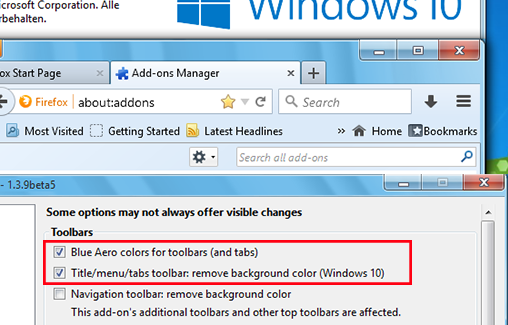 Microsoft Corporation. Alle
rbehalten.
Windows 10
ox Start Page
Add-ons Manager
Firefox
about:addons
Search
Most Visited
Getting Started
Latest Headlines
»
Home
Bookmarks
Search all add-ons
- 1.3.9beta5
Some options may not always offer visible changes
Toolbars
Blue Aero colors for toolbars (and tabs)
Title/menu/tabs toolbar: remove background color (Windows 10)
Navigation toolbar: remove background color
This add-on's additional toolbars and other top toolbars are affected.